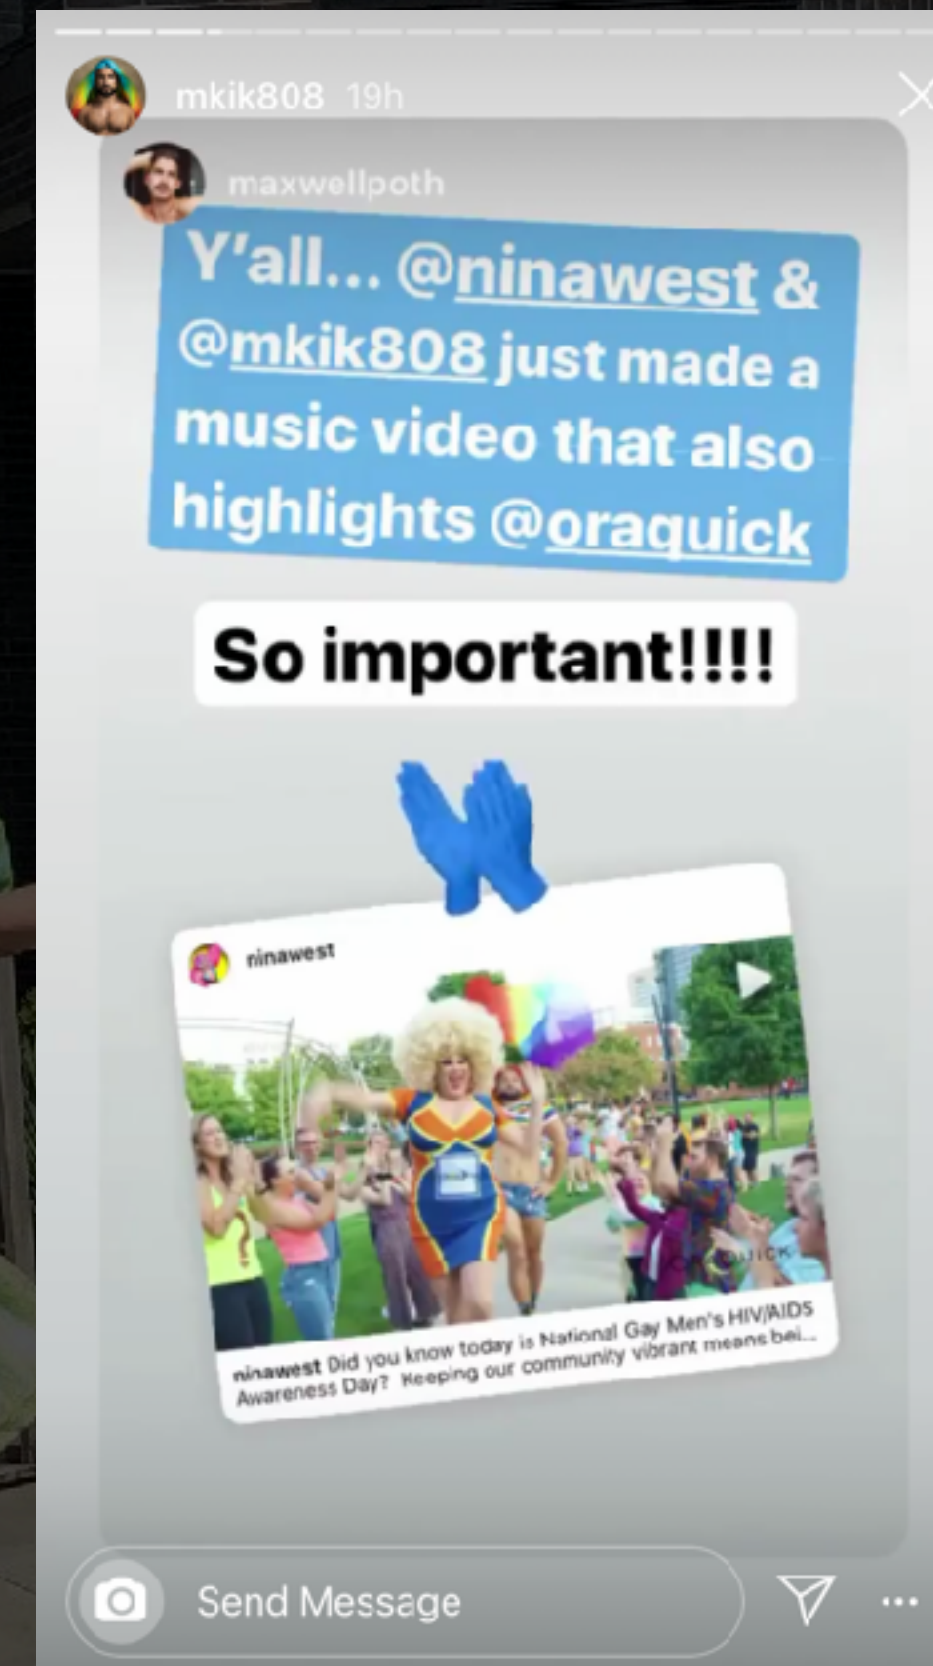 mkik808 19h
maxwellpoth
Y'all... @ninawest &
@mkik808 just made a
music video that also
highlights @oraquick
So important!!!!
ninawest
QUICK
ninawest Did you know today is National Gay Men's HIV/AIDS
Awareness Day? Keeping our community vibrant means bei...
Send Message